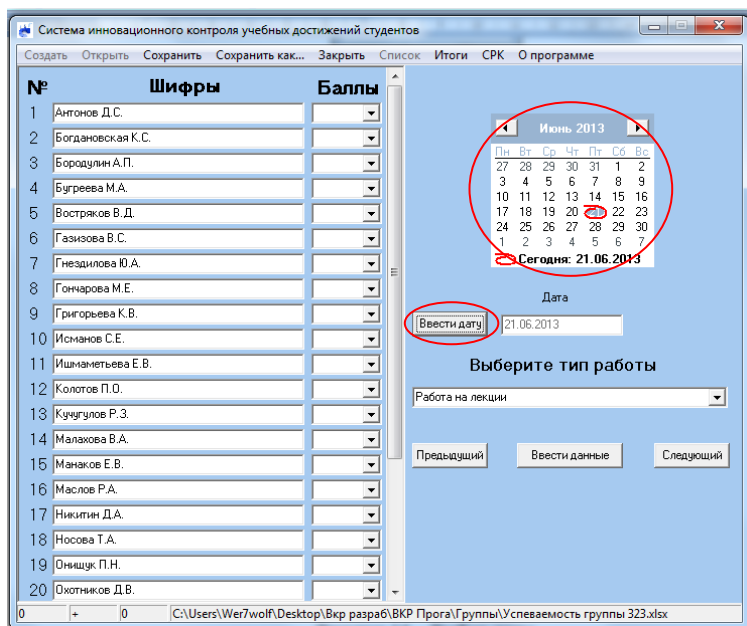 Система инновационного контроля учебных достижений студентов
Создать Открыть Сохранить Сохранить как... Закрыть Список Итоги СРК О программе
№ Шифры Баллы
1 Антонов Д.С.
2 Богдановская К.С.
3 Бородулин А.П.
4 Бугреева М.А.
5 Востряков В.Д.
6 Газизова В.С.
7 Гнездилова Ю.А.
8 Гончарова М.Е.
9 Григорьева К.В.
10 Исманов С.Е.
11 Ишмаметьева Е.В.
12 Колотов П.О.
13 Кучугулов Р.З.
14 Малахова В.А.
15 Манаков Е.В.
16 Маслов Р.А.
17 Никитин Д.А.
18 Носова Т.А.
19 Онищук П.Н.
20 Охотников Д.В.
Июнь 2013
Пн Вт Ср Чт Пт Сб Вс
27 28 29 30 31 1 2
3 4 5 6 7 8 9
10 11 12 13 14 15 16
17 18 19 20 21 22 23
24 25 26 27 28 29 30
1 2 3 4 5 6 7
Сегодня: 21.06.2013
Дата
Ввести дату 21.06.2013
Выберите тип работы
Работа на лекции
Предыдущий Ввести данные Следующий
0 + 0 C:\Users\Wer7wolf\Desktop\Вкр разраб\ВКР Прога\Группы\Успеваемость группы 323.xlsx